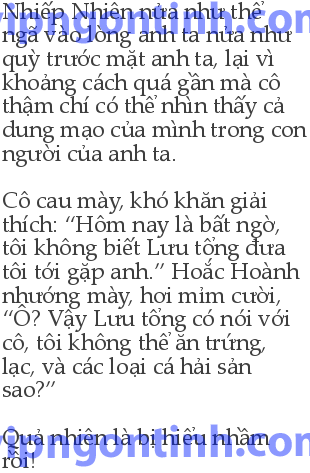 Nhiếp Nhiên nửa như thể
ngã vào lòng anh ta nửa như
quỳ trước mặt anh ta, lại vì
khoảng cách quá gần mà cô
thậm chí có thể nhìn thấy cả
dung mạo của mình trong con
người của anh ta.

Cô cau mày, khó khăn giải
thích: “Hôm nay là bất ngờ,
tôi không biết Lưu tổng đưa
tôi tới gặp anh.” Hoắc Hoành
nhướng mày, hơi mỉm cười,
“Ồ? Vậy Lưu tổng có nói với
cô, tôi không thể ăn trứng,
lạc, và các loại cá hải sản
sao?”

Quả nhiên là bị hiểu nhầm
rồi!